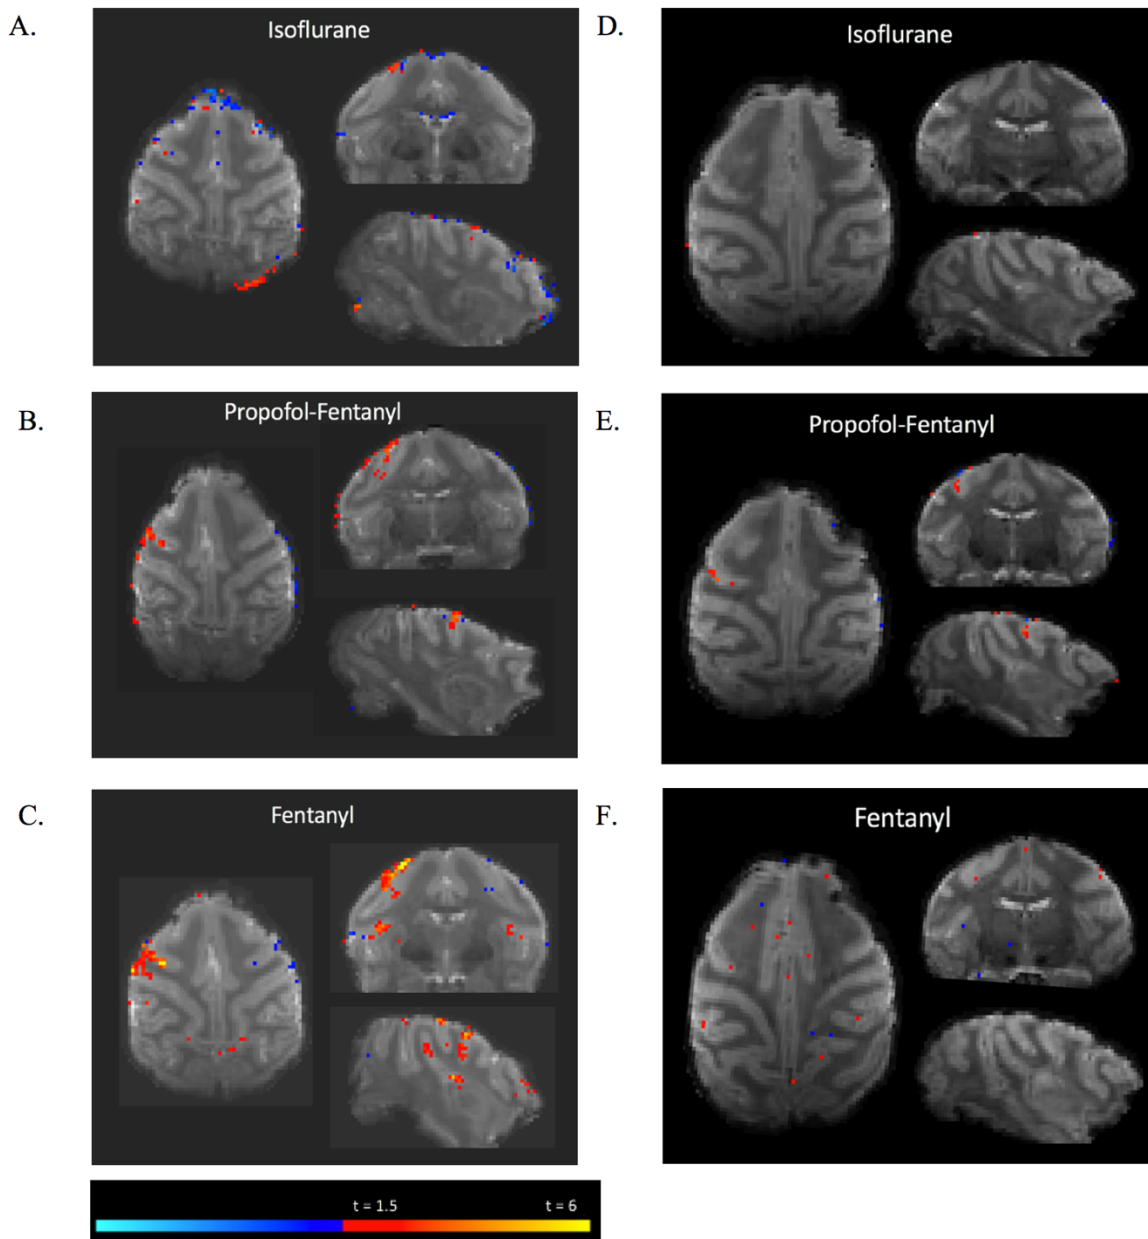 A.
Isoflurane
D.
Isoflurane
B.
Propofol-Fentanyl
E.
Propofol-Fentanyl
C.
Fentanyl
F.
Fentanyl
t = 1.5
t = 6